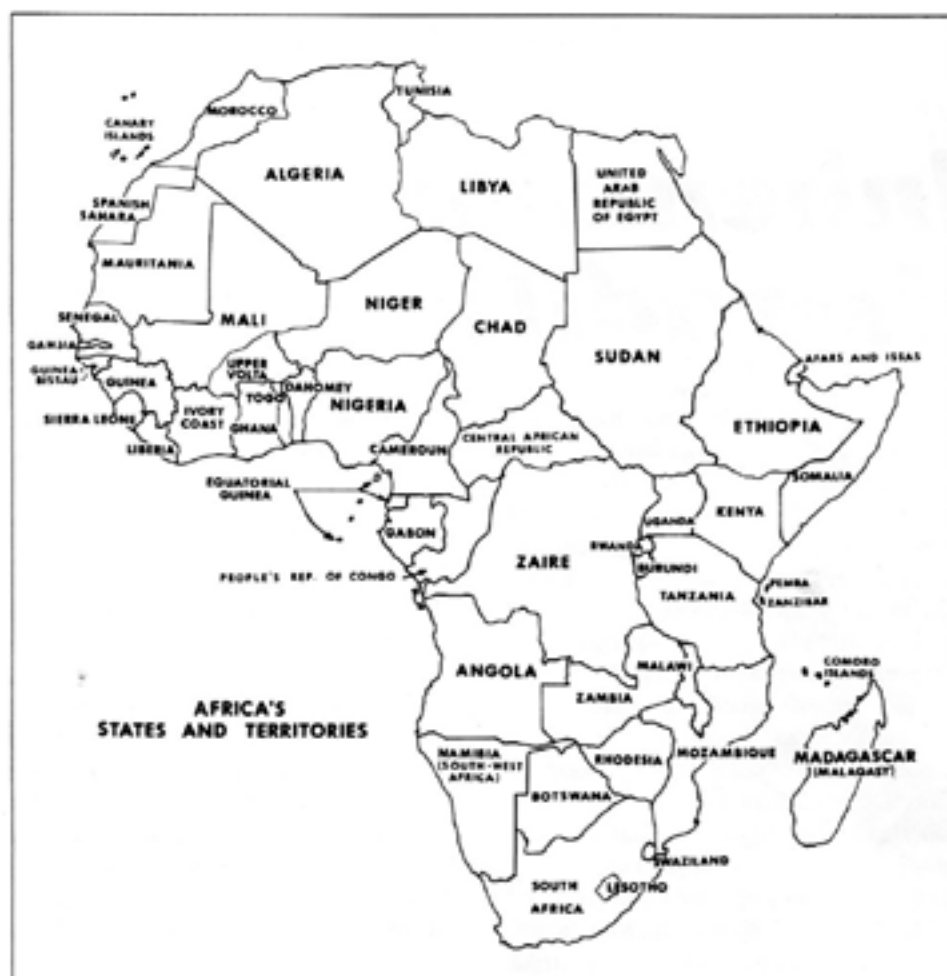 TUNISIA
MOROCCO
CANARY
ISLANDS
ALGERIA
LIBYA
UNITED
ARAB
REPUBLIC
OF EGYPT
SPANISH
SAHARA
MAURITANIA
MALI
NIGER
CHAD
SUDAN
SENEGAL
GAMBIA
GUINEA-
BISSAU
GUINEA
UPPER
VOLTA
DAHOMEY
TOGO
NIGERIA
AFARS AND ISSAS
SIERRA LEONE
IVORY
COAST
GHANA
LIBERIA
CAMEROUN
CENTRAL AFRICAN
REPUBLIC
ETHIOPIA
SOMALIA
EQUATORIAL
GUINEA
GABON
UGANDA
KENYA
ZAIRE
RWANDA
BURUNDI
PEOPLE'S REP. OF CONGO
TANZANIA
PEMBA
ZANZIBAR
ANGOLA
MALAWI
COMORO
ISLANDS
ZAMBIA
AFRICA'S
STATES AND TERRITORIES
NAMIBIA
(SOUTH-WEST
AFRICA)
RHODESIA
MOZAMBIQUE
MADAGASCAR
(MALAGASY)
BOTSWANA
SWAZILAND
SOUTH
AFRICA
LESOTHO